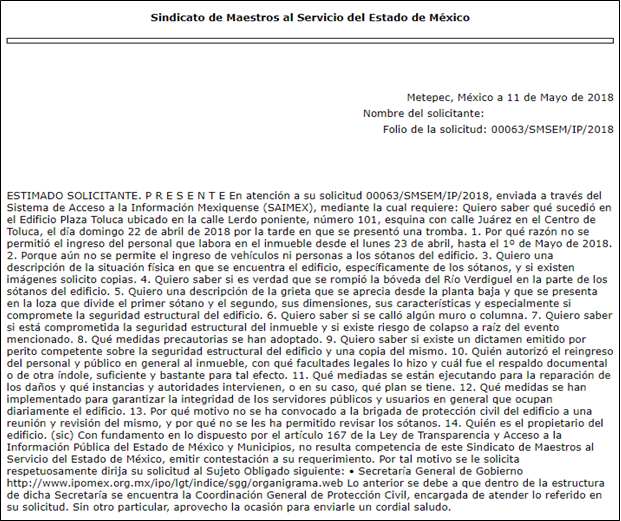 Sindicato de Maestros al Servicio del Estado de México
Metepec, México a 11 de Mayo de 2018
Nombre del solicitante:
Folio de la solicitud: 00063/SMSEM/IP/2018
ESTIMADO SOLICITANTE. P R E S E N T E En atención a su solicitud 00063/SMSEM/IP/2018, enviada a través del
Sistema de Acceso a la Información Mexiquense (SAIMEX), mediante la cual requiere: Quiero saber qué sucedió en
el Edificio Plaza Toluca ubicado en la calle Lerdo poniente, número 101, esquina con calle Juárez en el Centro de
Toluca, el día domingo 22 de abril de 2018 por la tarde en que se presentó una tromba. 1. Por qué razón no se
permitió el ingreso del personal que labora en el inmueble desde el lunes 23 de abril, hasta el 1º de Mayo de 2018.
2. Porque aún no se permite el ingreso de vehículos ni personas a los sótanos del edificio. 3. Quiero una
descripción de la situación física en que se encuentra el edificio, específicamente de los sótanos, y si existen
imágenes solicito copias. 4. Quiero saber si es verdad que se rompió la bóveda del Río Verdiguel en la parte de los
sótanos del edificio. 5. Quiero una descripción de la grieta que se aprecia desde la planta baja y que se presenta
en la loza que divide el primer sótano y el segundo, sus dimensiones, sus características y especialmente si
compromete la seguridad estructural del edificio. 6. Quiero saber si se calló algún muro o columna. 7. Quiero saber
si está comprometida la seguridad estructural del inmueble y si existe riesgo de colapso a raíz del evento
mencionado. 8. Qué medidas precautorias se han adoptado. 9. Quiero saber si existe un dictamen emitido por
perito competente sobre la seguridad estructural del edificio y una copia del mismo. 10. Quién autorizó el reingreso
del personal y público en general al inmueble, con qué facultades legales lo hizo y cuál fue el respaldo documental
o de otra índole, suficiente y bastante para tal efecto. 11. Qué mediadas se están ejecutando para la reparación de
los daños y qué instancias y autoridades intervienen, o en su caso, qué plan se tiene. 12. Qué medidas se han
implementado para garantizar la integridad de los servidores públicos y usuarios en general que ocupan
diariamente el edificio. 13. Por qué motivo no se ha convocado a la brigada de protección civil del edificio a una
reunión y revisión del mismo, y por qué no se les ha permitido revisar los sótanos. 14. Quién es el propietario del
edificio. (sic) Con fundamento en lo dispuesto por el artículo 167 de la Ley de Transparencia y Acceso a la
Información Pública del Estado de México y Municipios, no resulta competencia de este Sindicato de Maestros al
Servicio del Estado de México, emitir contestación a su requerimiento. Por tal motivo se le solicita
respetuosamente dirija su solicitud al Sujeto Obligado siguiente: • Secretaría General de Gobierno
http://www.ipomex.org.mx/ipo/lgt/indice/sgg/organigrama.web Lo anterior se debe a que dentro de la estructura
de dicha Secretaría se encuentra la Coordinación General de Protección Civil, encargada de atender lo referido en
su solicitud. Sin otro particular, aprovecho la ocasión para enviarle un cordial saludo.